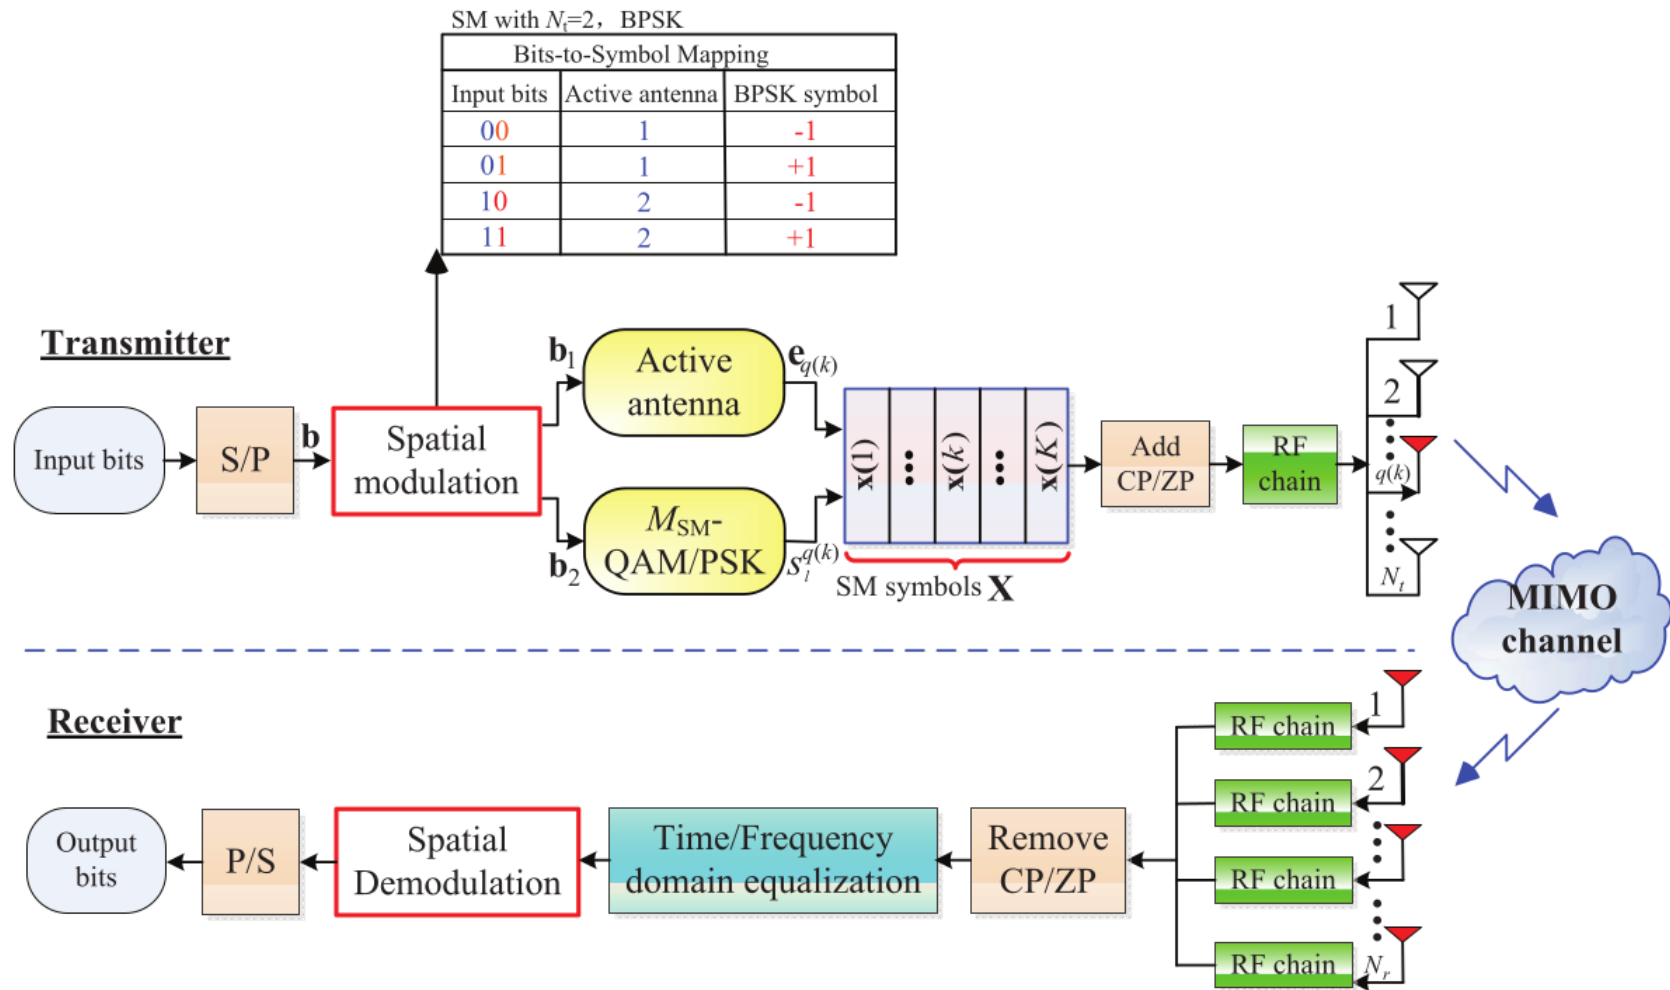 SM with Nt=2, BPSK
Bits-to-Symbol Mapping
Input bits Active antenna BPSK symbol
00 1 -1
01 1 +1
10 2 -1
11 2 +1
Transmitter
Input bits
S/P
b
Spatial
modulation
b1
Active
antenna
eq(k)
b2
MSM-
QAM/PSK
sl q(k)
x(1)
x(k)
x(K)
SM symbols X
Add
CP/ZP
RF
chain
1
2
q(k)
Nt
MIMO
channel
Receiver
1
RF chain
2
RF chain
RF chain
RF chain
Nr
Remove
CP/ZP
Time/Frequency
domain equalization
Spatial
Demodulation
P/S
Output
bits